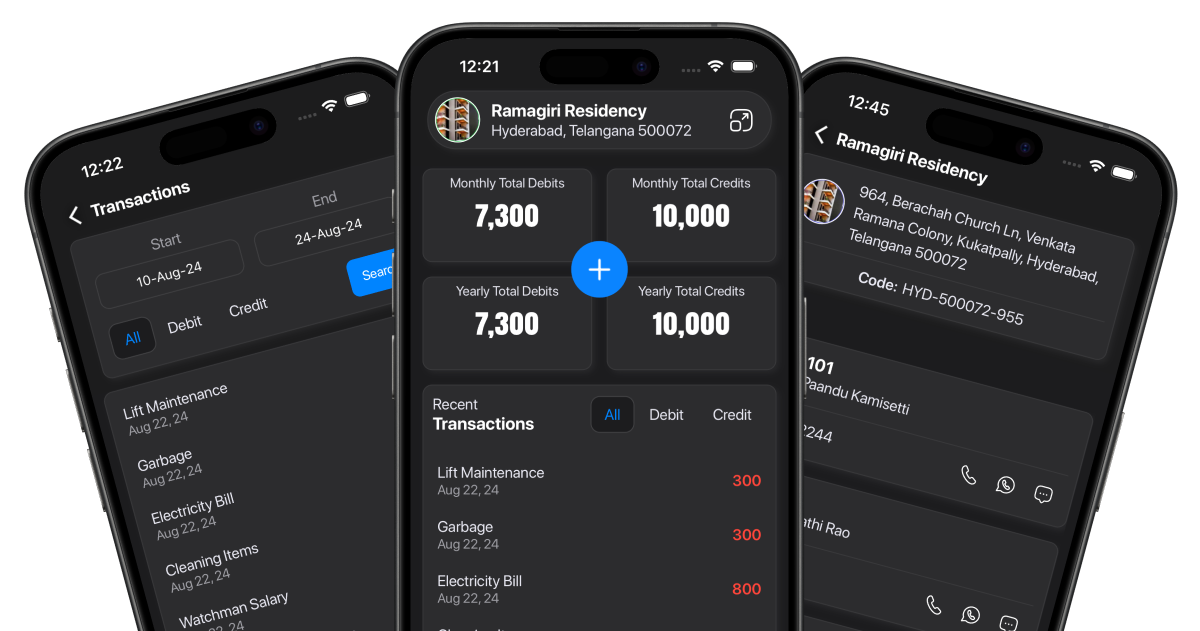 12:22
Transactions
Start
End
10-Aug-24
24-Aug-24
All
Debit
Credit
Lift Maintenance
Aug 22, 24
Garbage
Aug 22, 24
Electricity Bill
Aug 22, 24
Cleaning Items
Aug 22, 24
Watchman Salary
12:21
Ramagiri Residency
Hyderabad, Telangana 500072
Monthly Total Debits
7,300
Monthly Total Credits
10,000
Yearly Total Debits
7,300
Yearly Total Credits
10,000
Recent
Transactions
All
Debit
Credit
Lift Maintenance
Aug 22, 24
300
Garbage
Aug 22, 24
300
Electricity Bill
Aug 22, 24
800
12:45
Ramagiri Residency
964, Berachah Church Ln, Venkata
Ramana Colony, Kukatpally, Hyderabad,
Telangana 500072
Code: HYD-500072-955
101
Paandu Kamisetti
2244
Rao